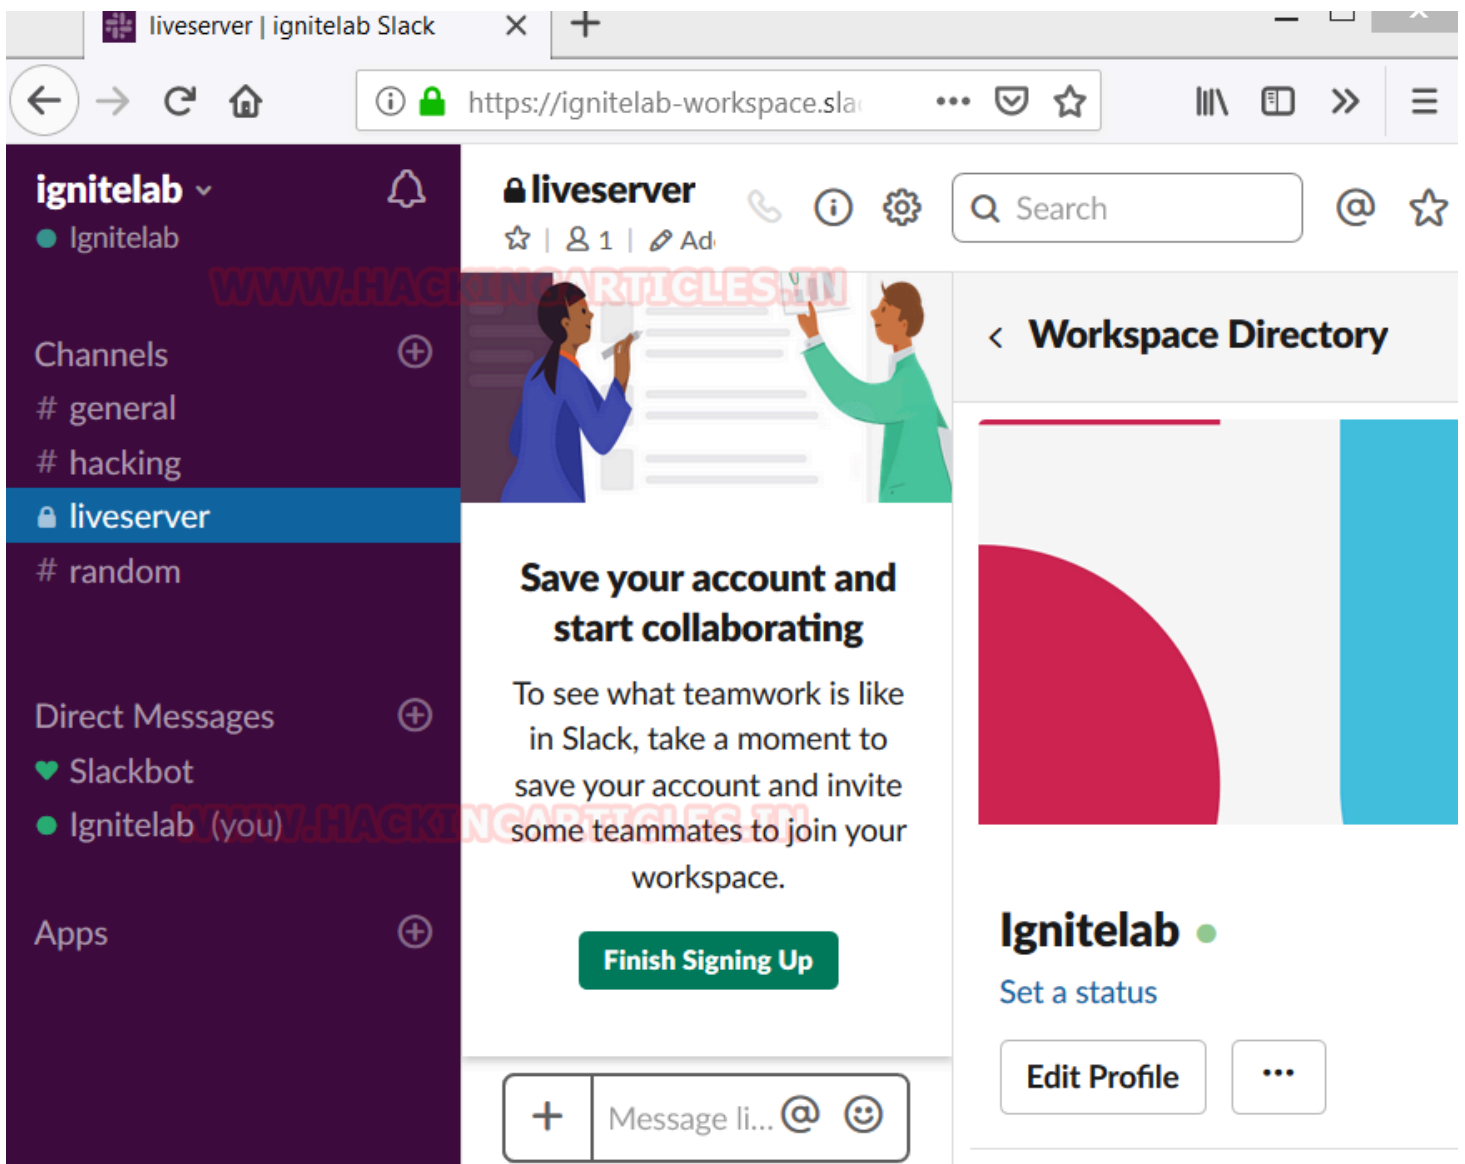 liveserver | ignitelab Slack
https://ignitelab-workspace.sla
ignitelab
Ignitelab
Channels
# general
# hacking
liveserver
# random
Direct Messages
Slackbot
Ignitelab (you)
Apps
liveserver
1
Ad
Search
WWW.HACKINGARTICLES.IN
Save your account and
start collaborating
To see what teamwork is like
in Slack, take a moment to
save your account and invite
some teammates to join your
workspace.
WWW.HACKINGARTICLES.IN
Finish Signing Up
Message li...
Workspace Directory
Ignitelab
Set a status
Edit Profile